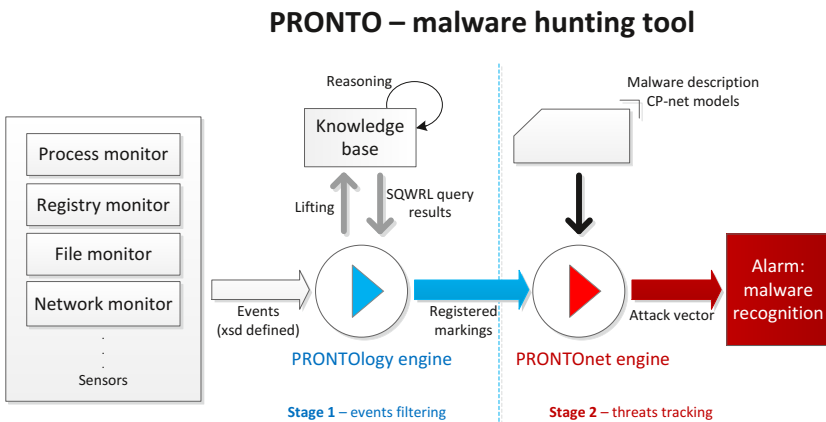 PRONTO – malware hunting tool
Process monitor
Registry monitor
File monitor
Network monitor
.
.
.
Sensors
Events
(xsd defined)
Reasoning
Knowledge
base
Lifting
SQWRL query
results
PRONTOlogy engine
Registered
markings
Stage 1 – events filtering
Malware description
CP-net models
PRONTOnet engine
Attack vector
Stage 2 – threats tracking
Alarm:
malware
recognition